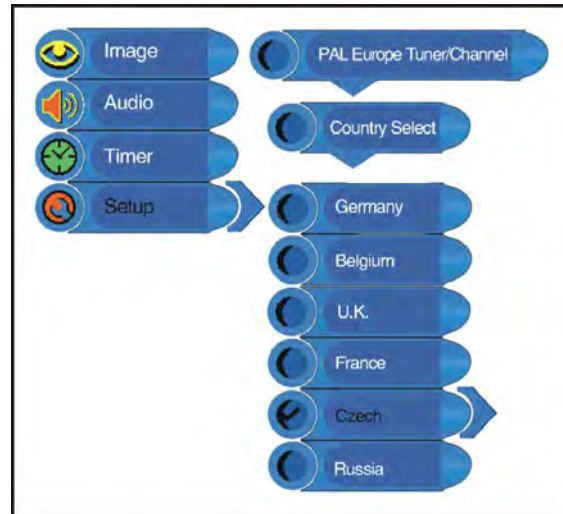 Image
Audio
Timer
Setup
PAL Europe Tuner/Channel
Country Select
Germany
Belgium
U.K.
France
Czech
Russia